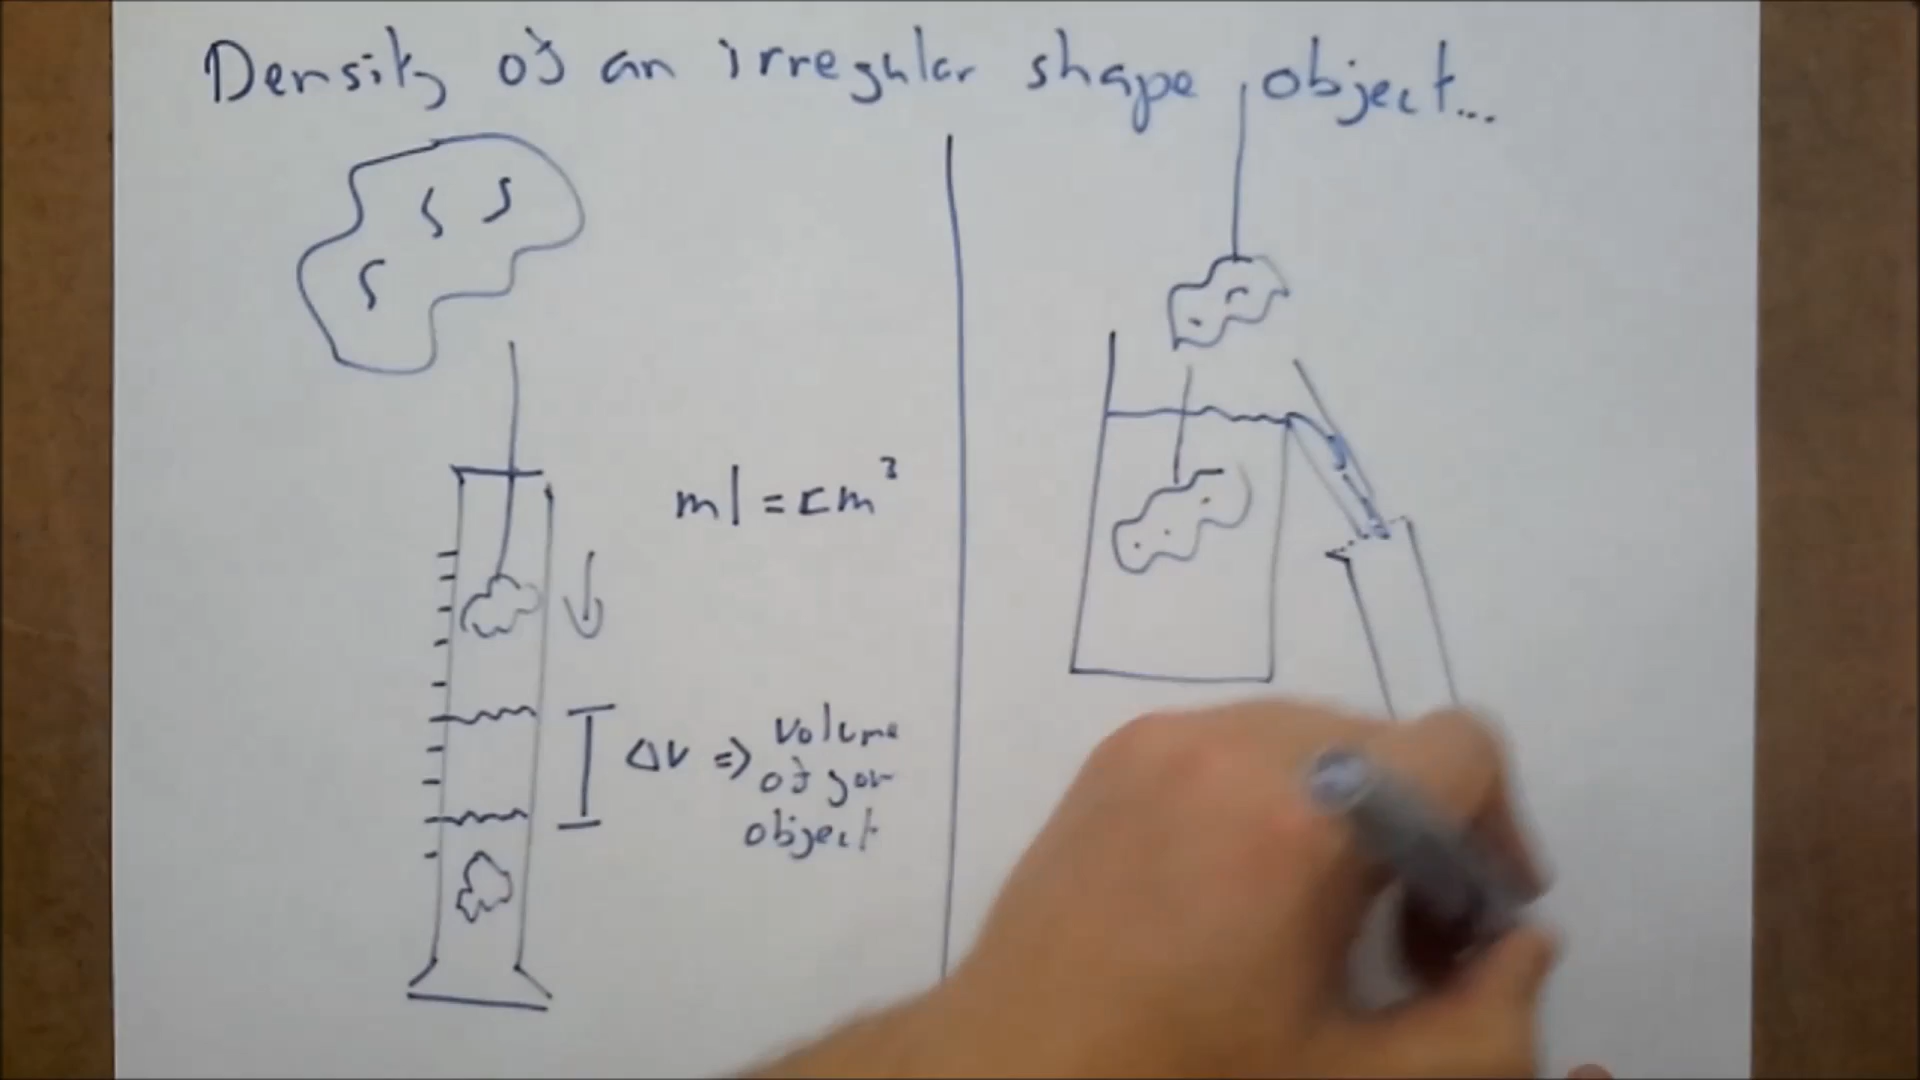 Density of an irregular shape object...
ml = cm³
ΔV => volume
of your
object